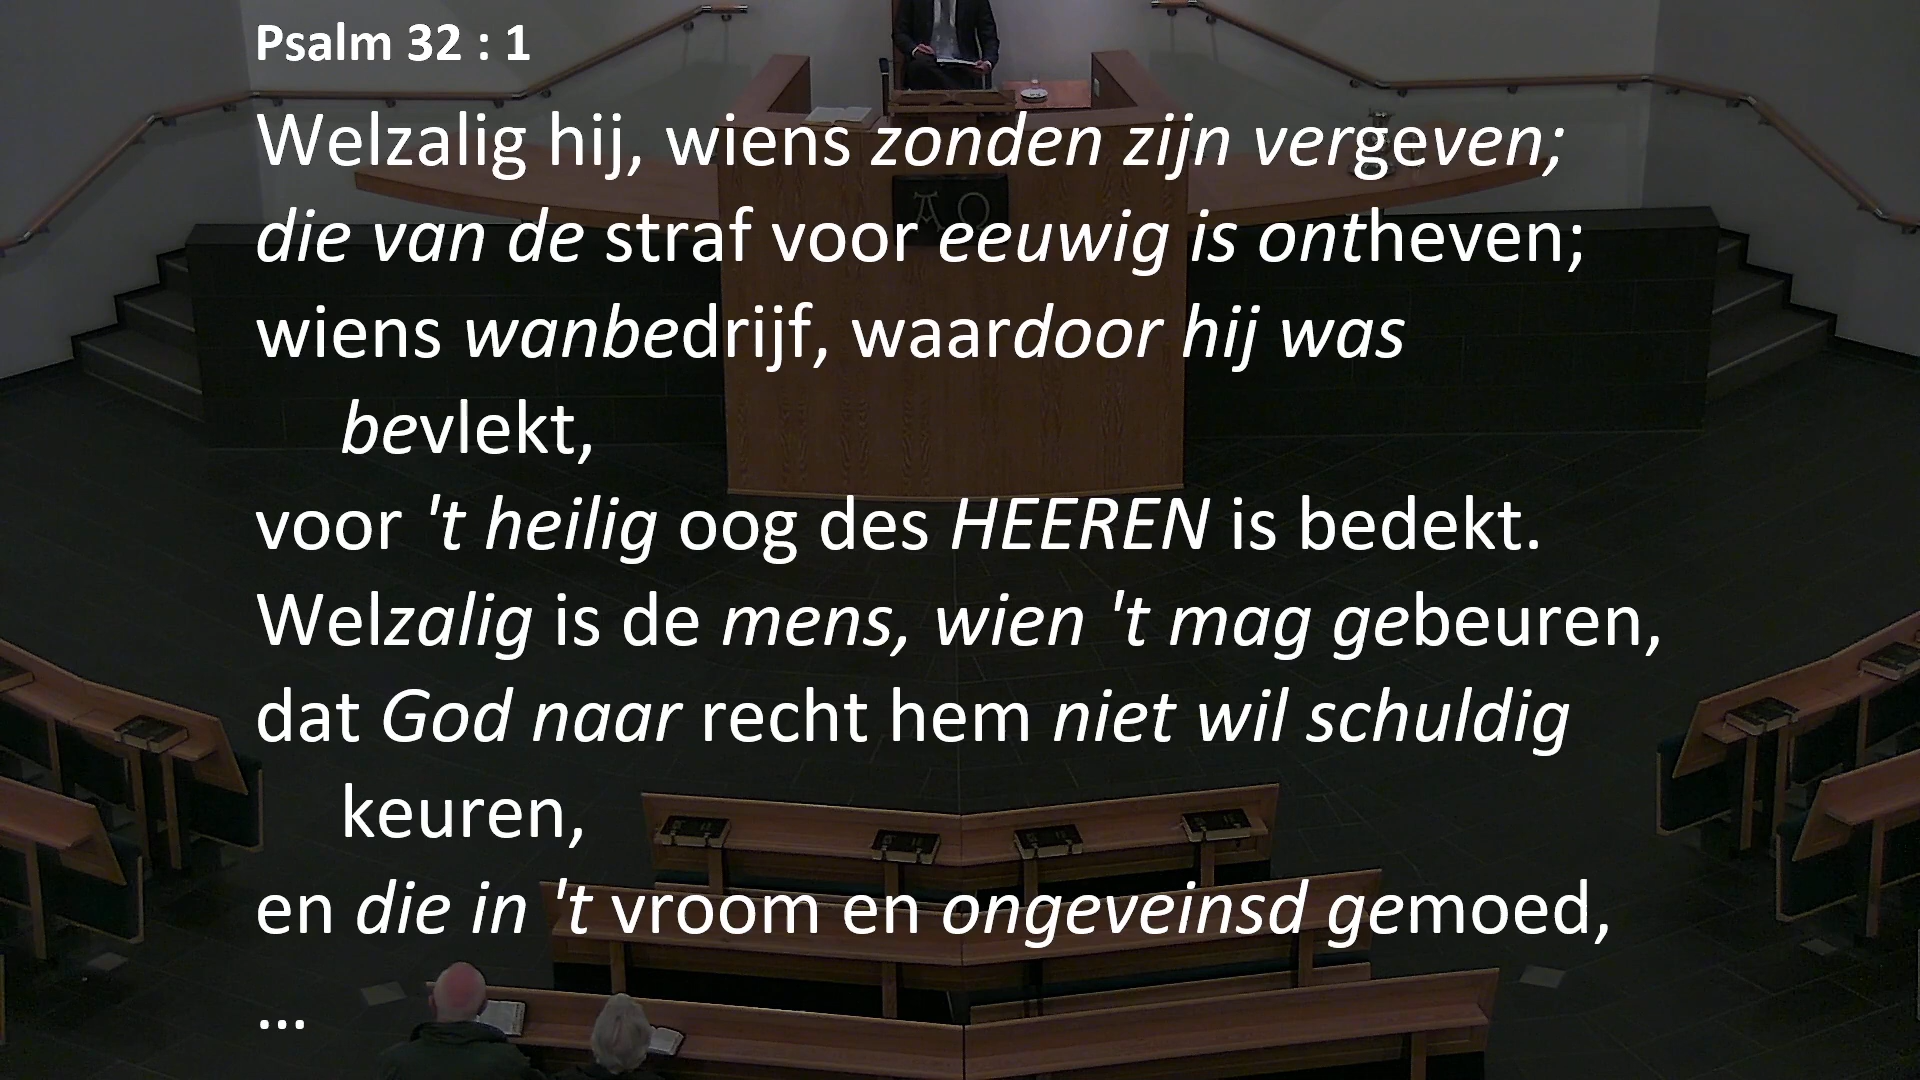 Psalm 32 : 1
Welzalig hij, wiens zonden zijn vergeven;
die van de straf voor eeuwig is ontheven;
wiens wanbedrijf, waardoor hij was
bevlekt,
voor 't heilig oog des HEEREN is bedekt.
Welzalig is de mens, wien 't mag gebeuren,
dat God naar recht hem niet wil schuldig
keuren,
en die in 't vroom en ongeveinsd gemoed,
...
A Ω